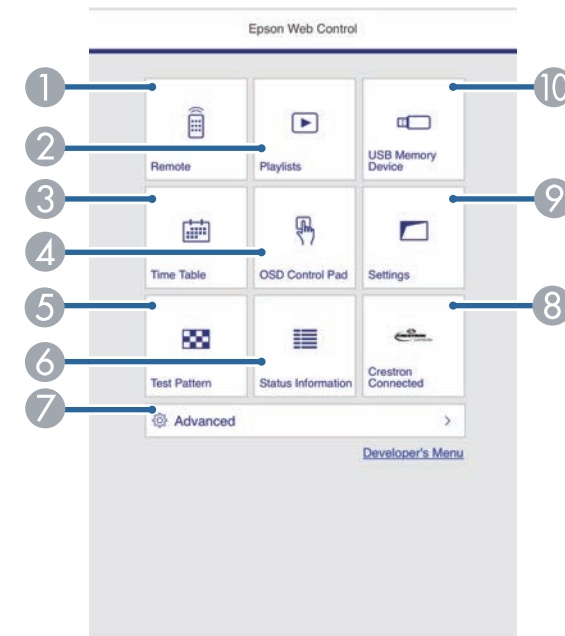 Epson Web Control
1
10
2
Remote
Playlists
USB Memory
Device
3
9
4
Time Table
OSD Control Pad
Settings
5
8
CRESTRON
6
Test Pattern
Status Information
Crestron
Connected
7
Advanced
Developer's Menu